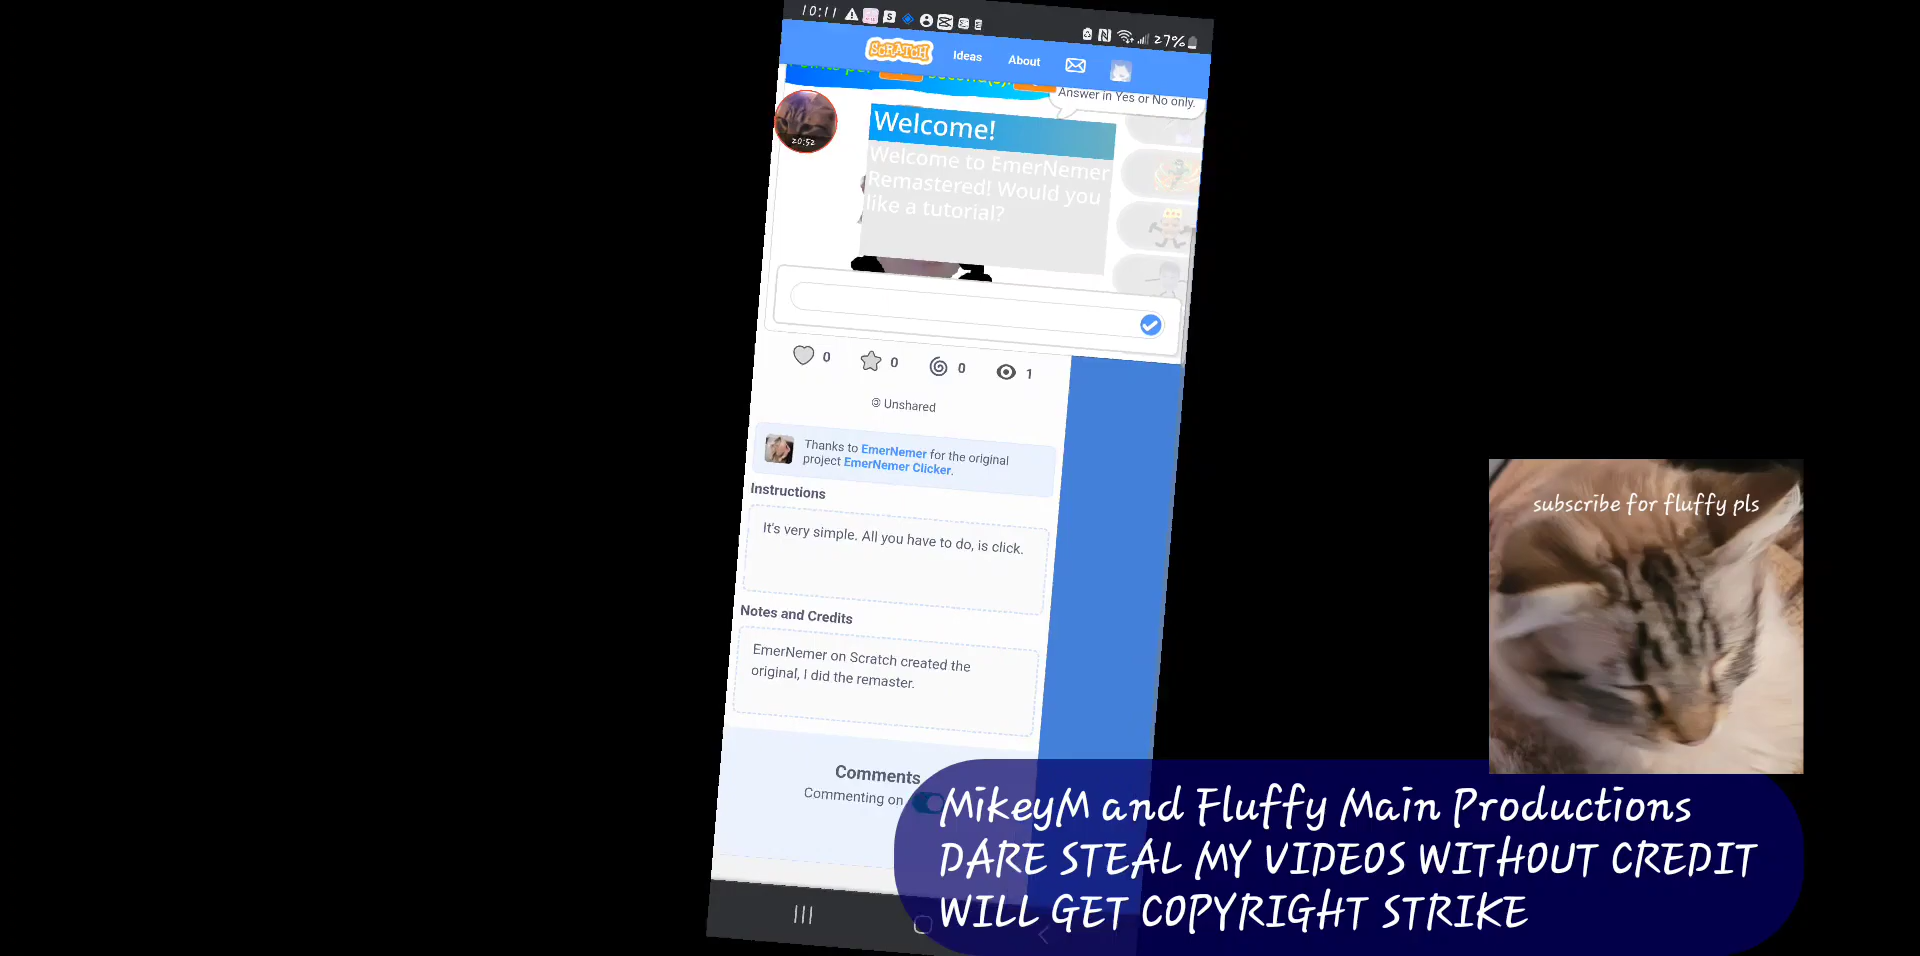 10:11
27%
SCRATCH
Ideas
About
Points per
second(s)
Answer in Yes or No only.
20:52
Welcome!
Welcome to EmerNemer
Remastered! Would you
like a tutorial?
0
0
0
1
Unshared
Thanks to EmerNemer for the original
project EmerNemer Clicker.
Instructions
It's very simple. All you have to do, is click.
Notes and Credits
EmerNemer on Scratch created the
original, I did the remaster.
Comments
Commenting on
subscribe for fluffy pls
MikeyM and Fluffy Main Productions
DARE STEAL MY VIDEOS WITHOUT CREDIT
WILL GET COPYRIGHT STRIKE